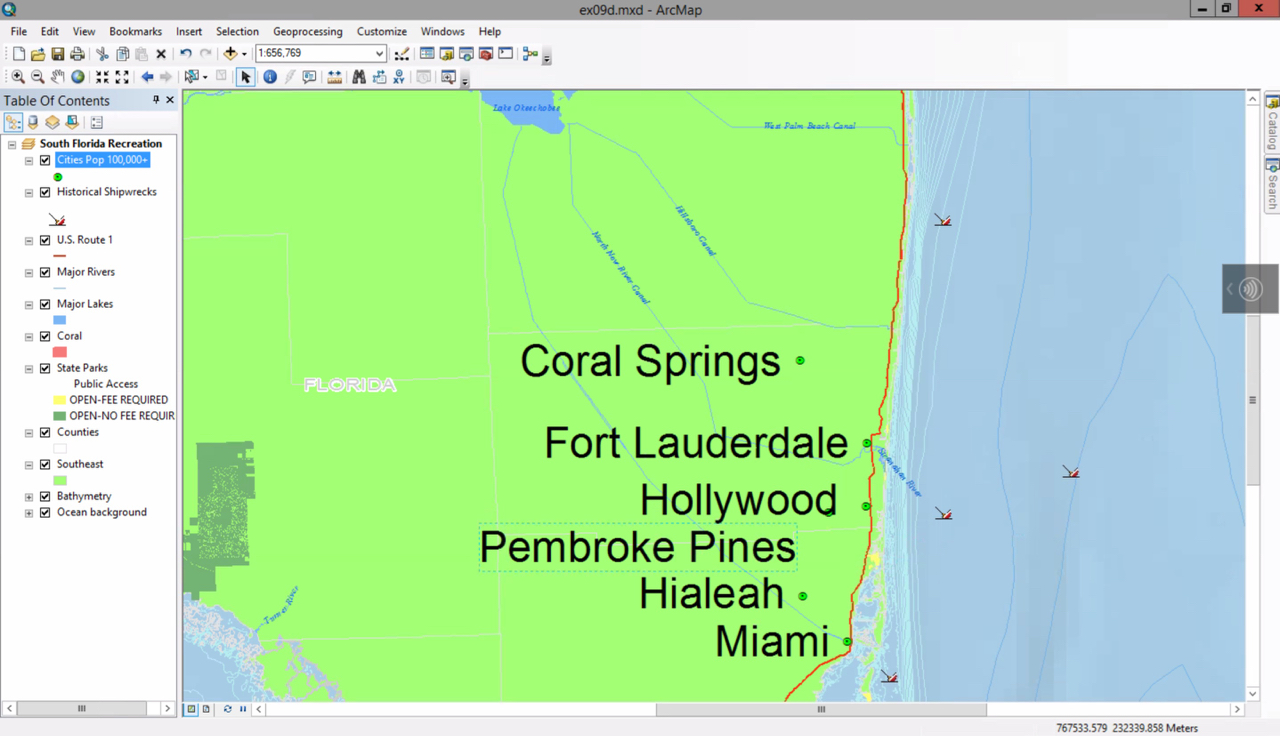 ex09d.mxd - ArcMap
File Edit View Bookmarks Insert Selection Geoprocessing Customize Windows Help
1:656,769
Table Of Contents
South Florida Recreation
Cities Pop 100,000+
Historical Shipwrecks
U.S. Route 1
Major Rivers
Major Lakes
Coral
State Parks
Public Access
OPEN-FEE REQUIRED
OPEN-NO FEE REQUIR
Counties
Southeast
Bathymetry
Ocean background
Lake Okeechobee
West Palm Beach Canal
Hillsboro Canal
North New River Canal
FLORIDA
Coral Springs
Fort Lauderdale
Hollywood
Pembroke Pines
Hialeah
Miami
Turner River
Catalog
Search
767533.579 232339.858 Meters